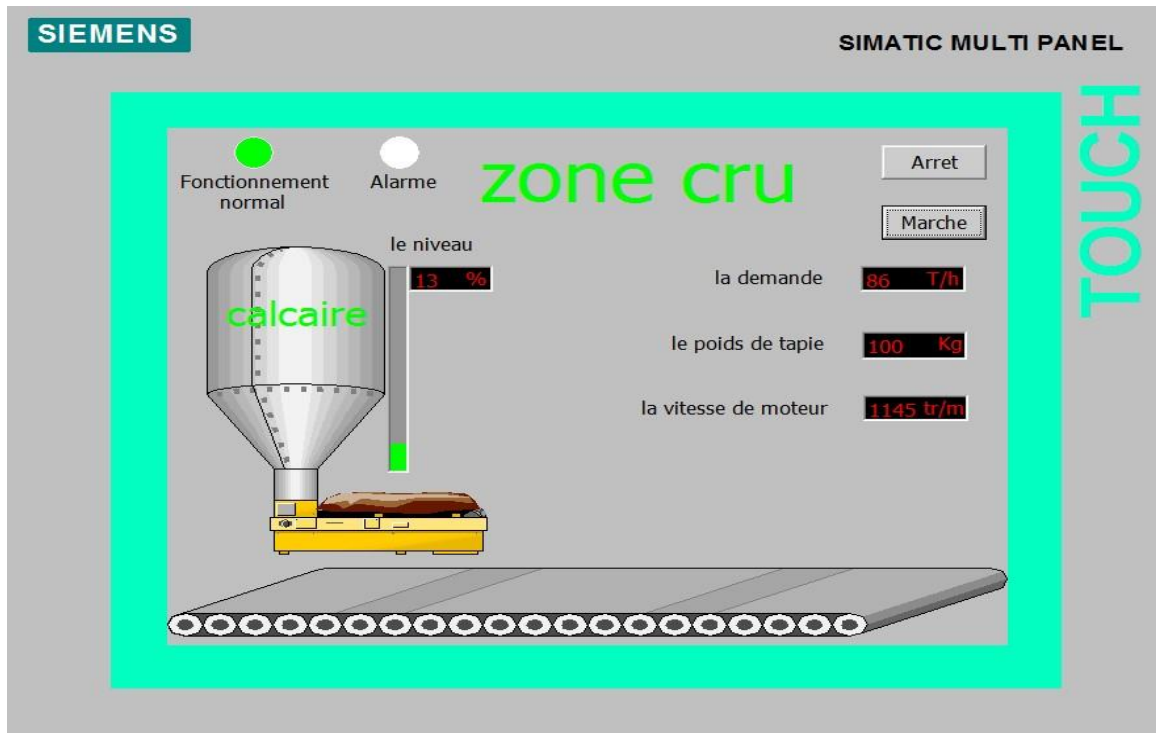 SIEMENS
SIMATIC MULTI PANEL
TOUCH
Fonctionnement
normal
Alarme
zone cru
Arret
Marche
le niveau
13 %
calcaire
la demande
86 T/h
le poids de tapie
100 Kg
la vitesse de moteur
1145 tr/m